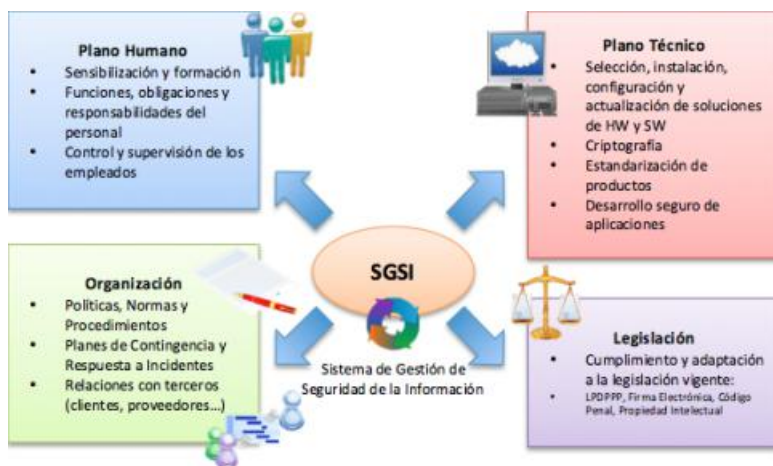 Plano Humano
• Sensibilización y formación
• Funciones, obligaciones y
responsabilidades del
personal
• Control y supervisión de los
empleados
Plano Técnico
• Selección, instalación,
configuración y
actualización de soluciones
de HW y SW
• Criptografía
• Estandarización de
productos
• Desarrollo seguro de
aplicaciones
SGSI
Sistema de Gestión de
Seguridad de la Información
Organización
• Políticas, Normas y
Procedimientos
• Planes de Contingencia y
Respuesta a Incidentes
• Relaciones con terceros
(clientes, proveedores...)
Legislación
• Cumplimiento y adaptación
a la legislación vigente:
• LPDPPP, Firma Electrónica, Código
Penal, Propiedad Intelectual